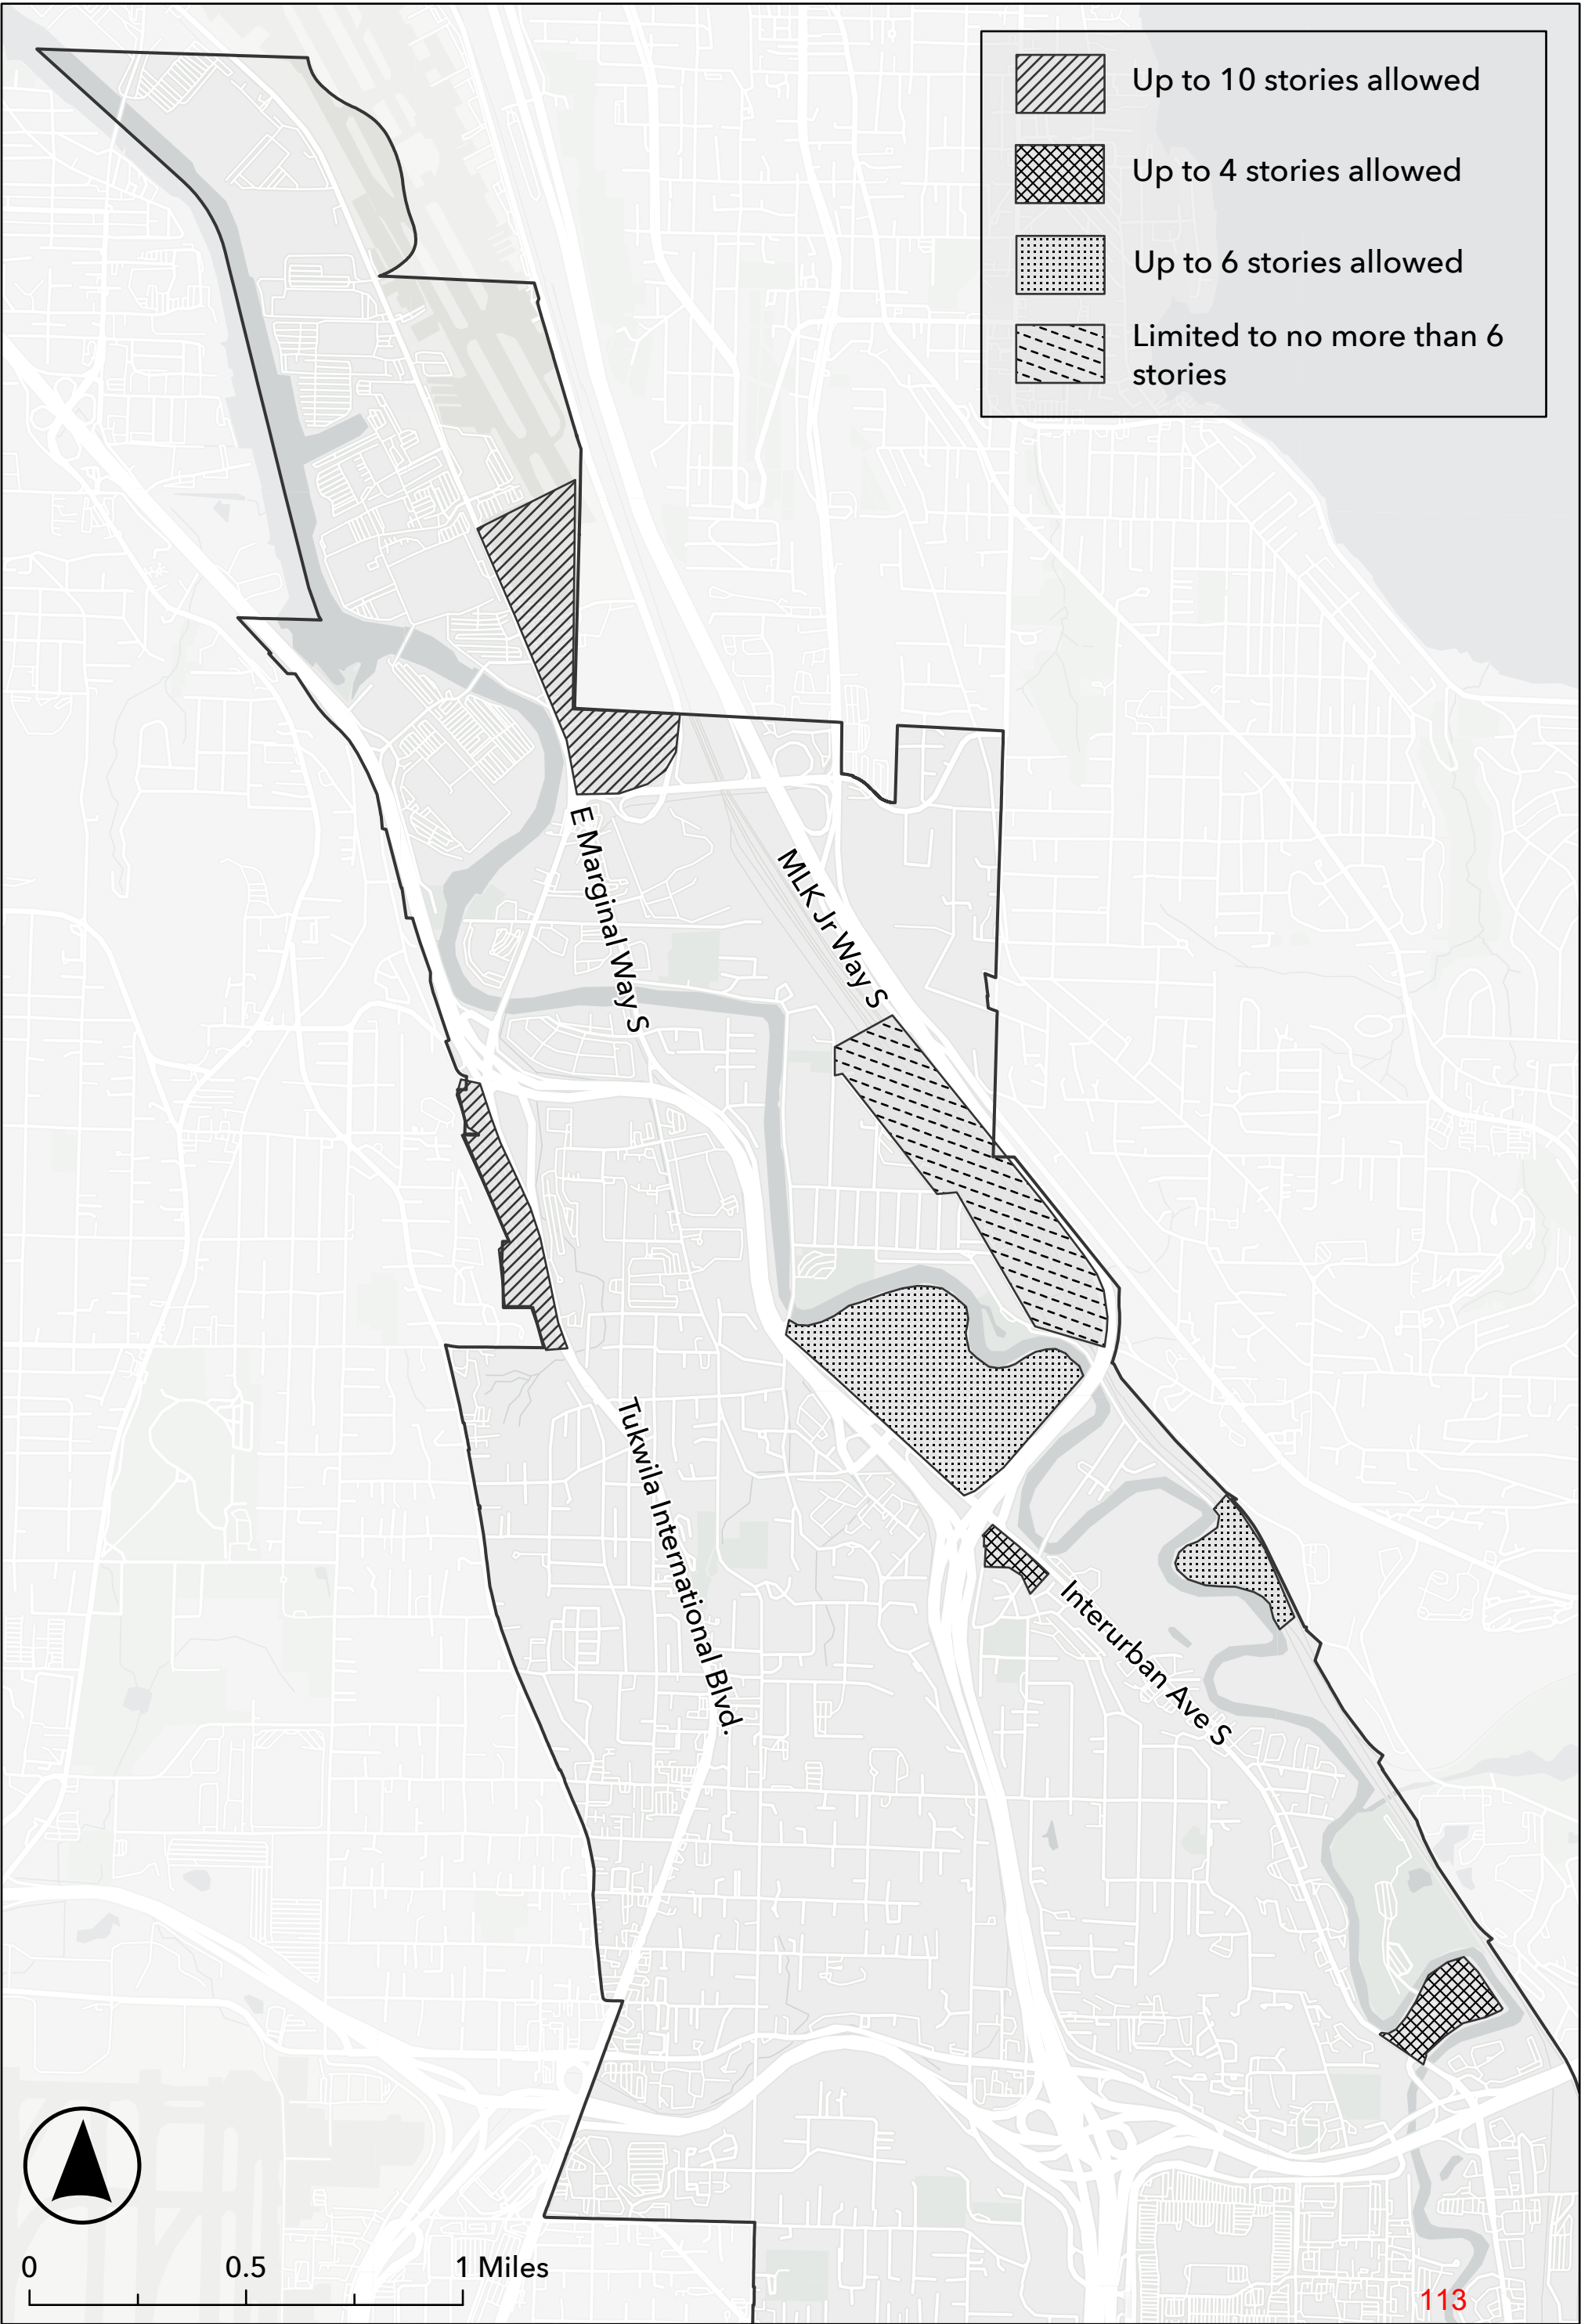 Up to 10 stories allowed
Up to 4 stories allowed
Up to 6 stories allowed
Limited to no more than 6
stories
E Marginal Way S
MLK Jr Way S
Tukwila International Blvd.
Interurban Ave S
0 0.5 1 Miles
113